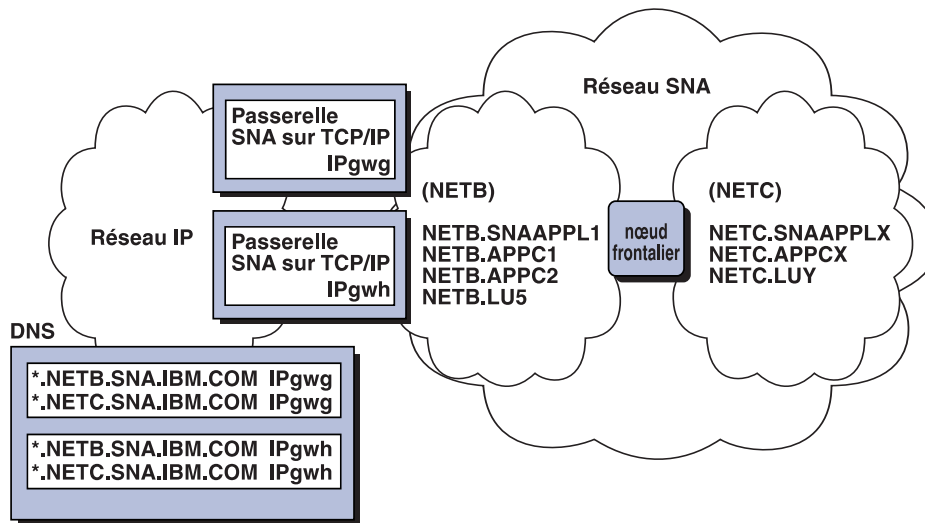 Réseau SNA
Passerelle
SNA sur TCP/IP
IPgwg
Réseau IP
Passerelle
SNA sur TCP/IP
IPgwh
(NETB)
NETB.SNAAPPL1
NETB.APPC1
NETB.APPC2
NETB.LU5
nœud
frontalier
(NETC)
NETC.SNAAPPLX
NETC.APPCX
NETC.LUY
DNS
*.NETB.SNA.IBM.COM IPgwg
*.NETC.SNA.IBM.COM IPgwg
*.NETB.SNA.IBM.COM IPgwh
*.NETC.SNA.IBM.COM IPgwh